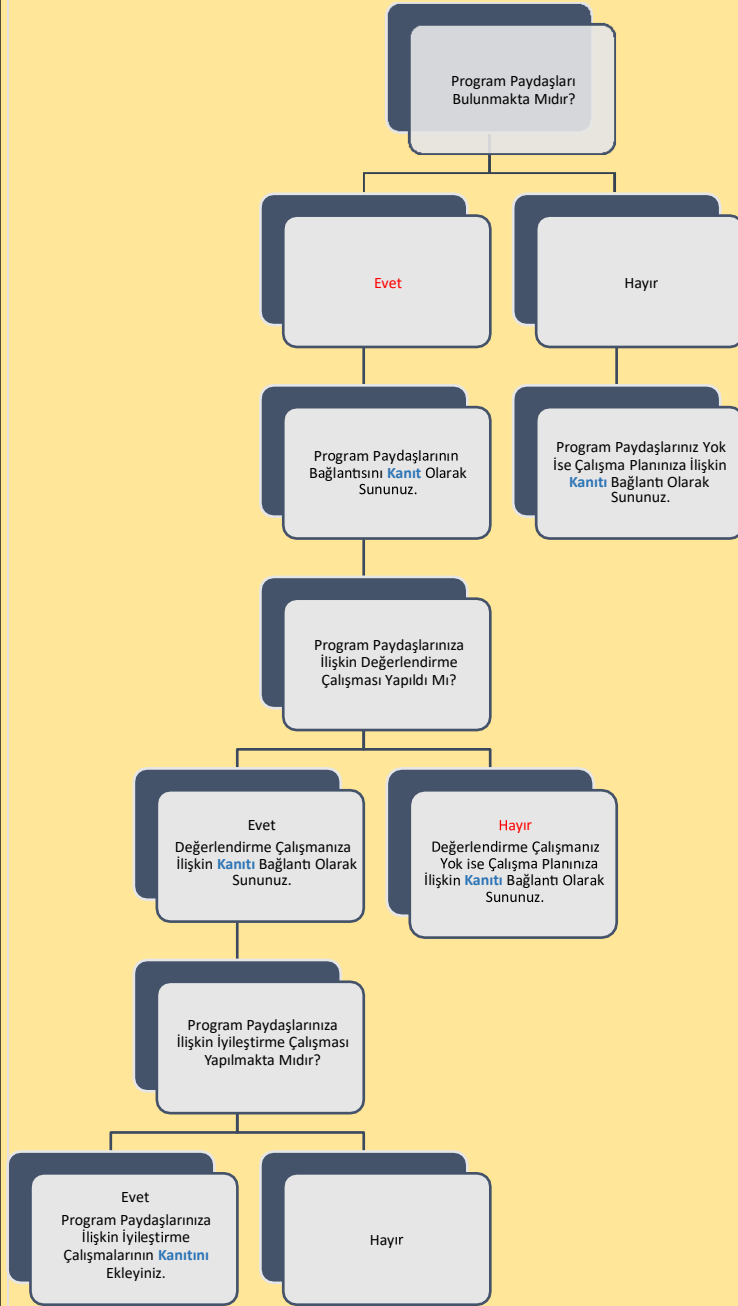 Program Paydaşları
Bulunmakta Mıdır?
Evet
Hayır
Program Paydaşlarının
Bağlantısını Kanıt Olarak
Sununuz.
Program Paydaşlarınız Yok
İse Çalışma Planınıza İlişkin
Kanıtı Bağlantı Olarak
Sununuz.
Program Paydaşlarınıza
İlişkin Değerlendirme
Çalışması Yapıldı Mı?
Evet
Değerlendirme Çalışmanıza
İlişkin Kanıtı Bağlantı Olarak
Sununuz.
Hayır
Değerlendirme Çalışmanız
Yok ise Çalışma Planınıza
İlişkin Kanıtı Bağlantı Olarak
Sununuz.
Program Paydaşlarınıza
İlişkin İyileştirme Çalışması
Yapılmakta Mıdır?
Evet
Program Paydaşlarınıza
İlişkin İyileştirme
Çalışmalarının Kanıtını
Ekleyiniz.
Hayır